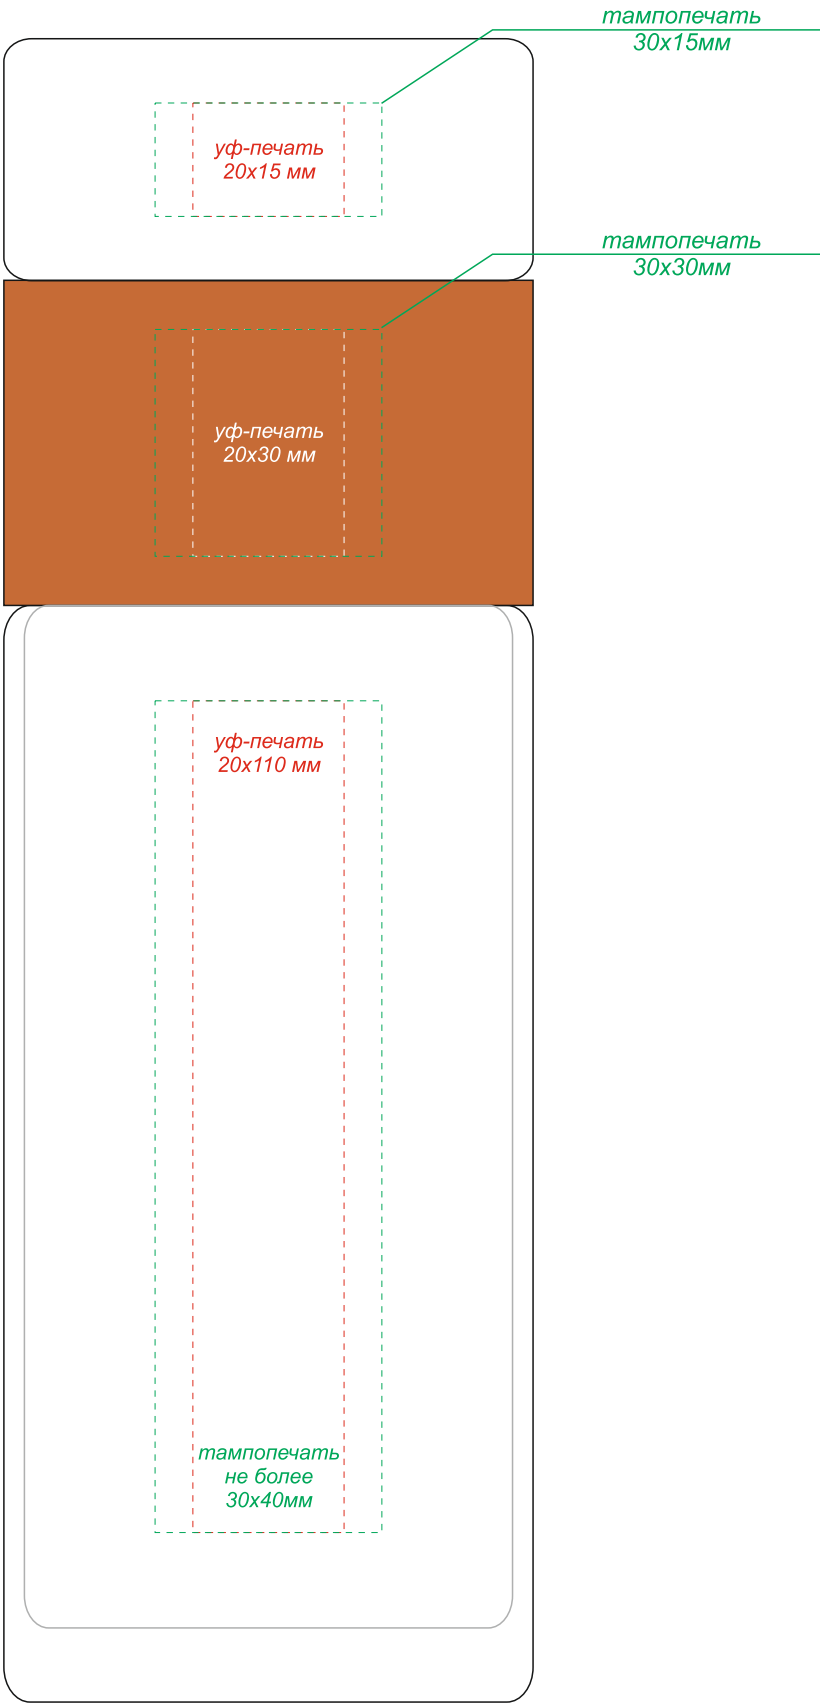 тампопечать
30х15мм
уф-печать
20х15 мм
тампопечать
30х30мм
уф-печать
20х30 мм
уф-печать
20х110 мм
тампопечать
не более
30х40мм